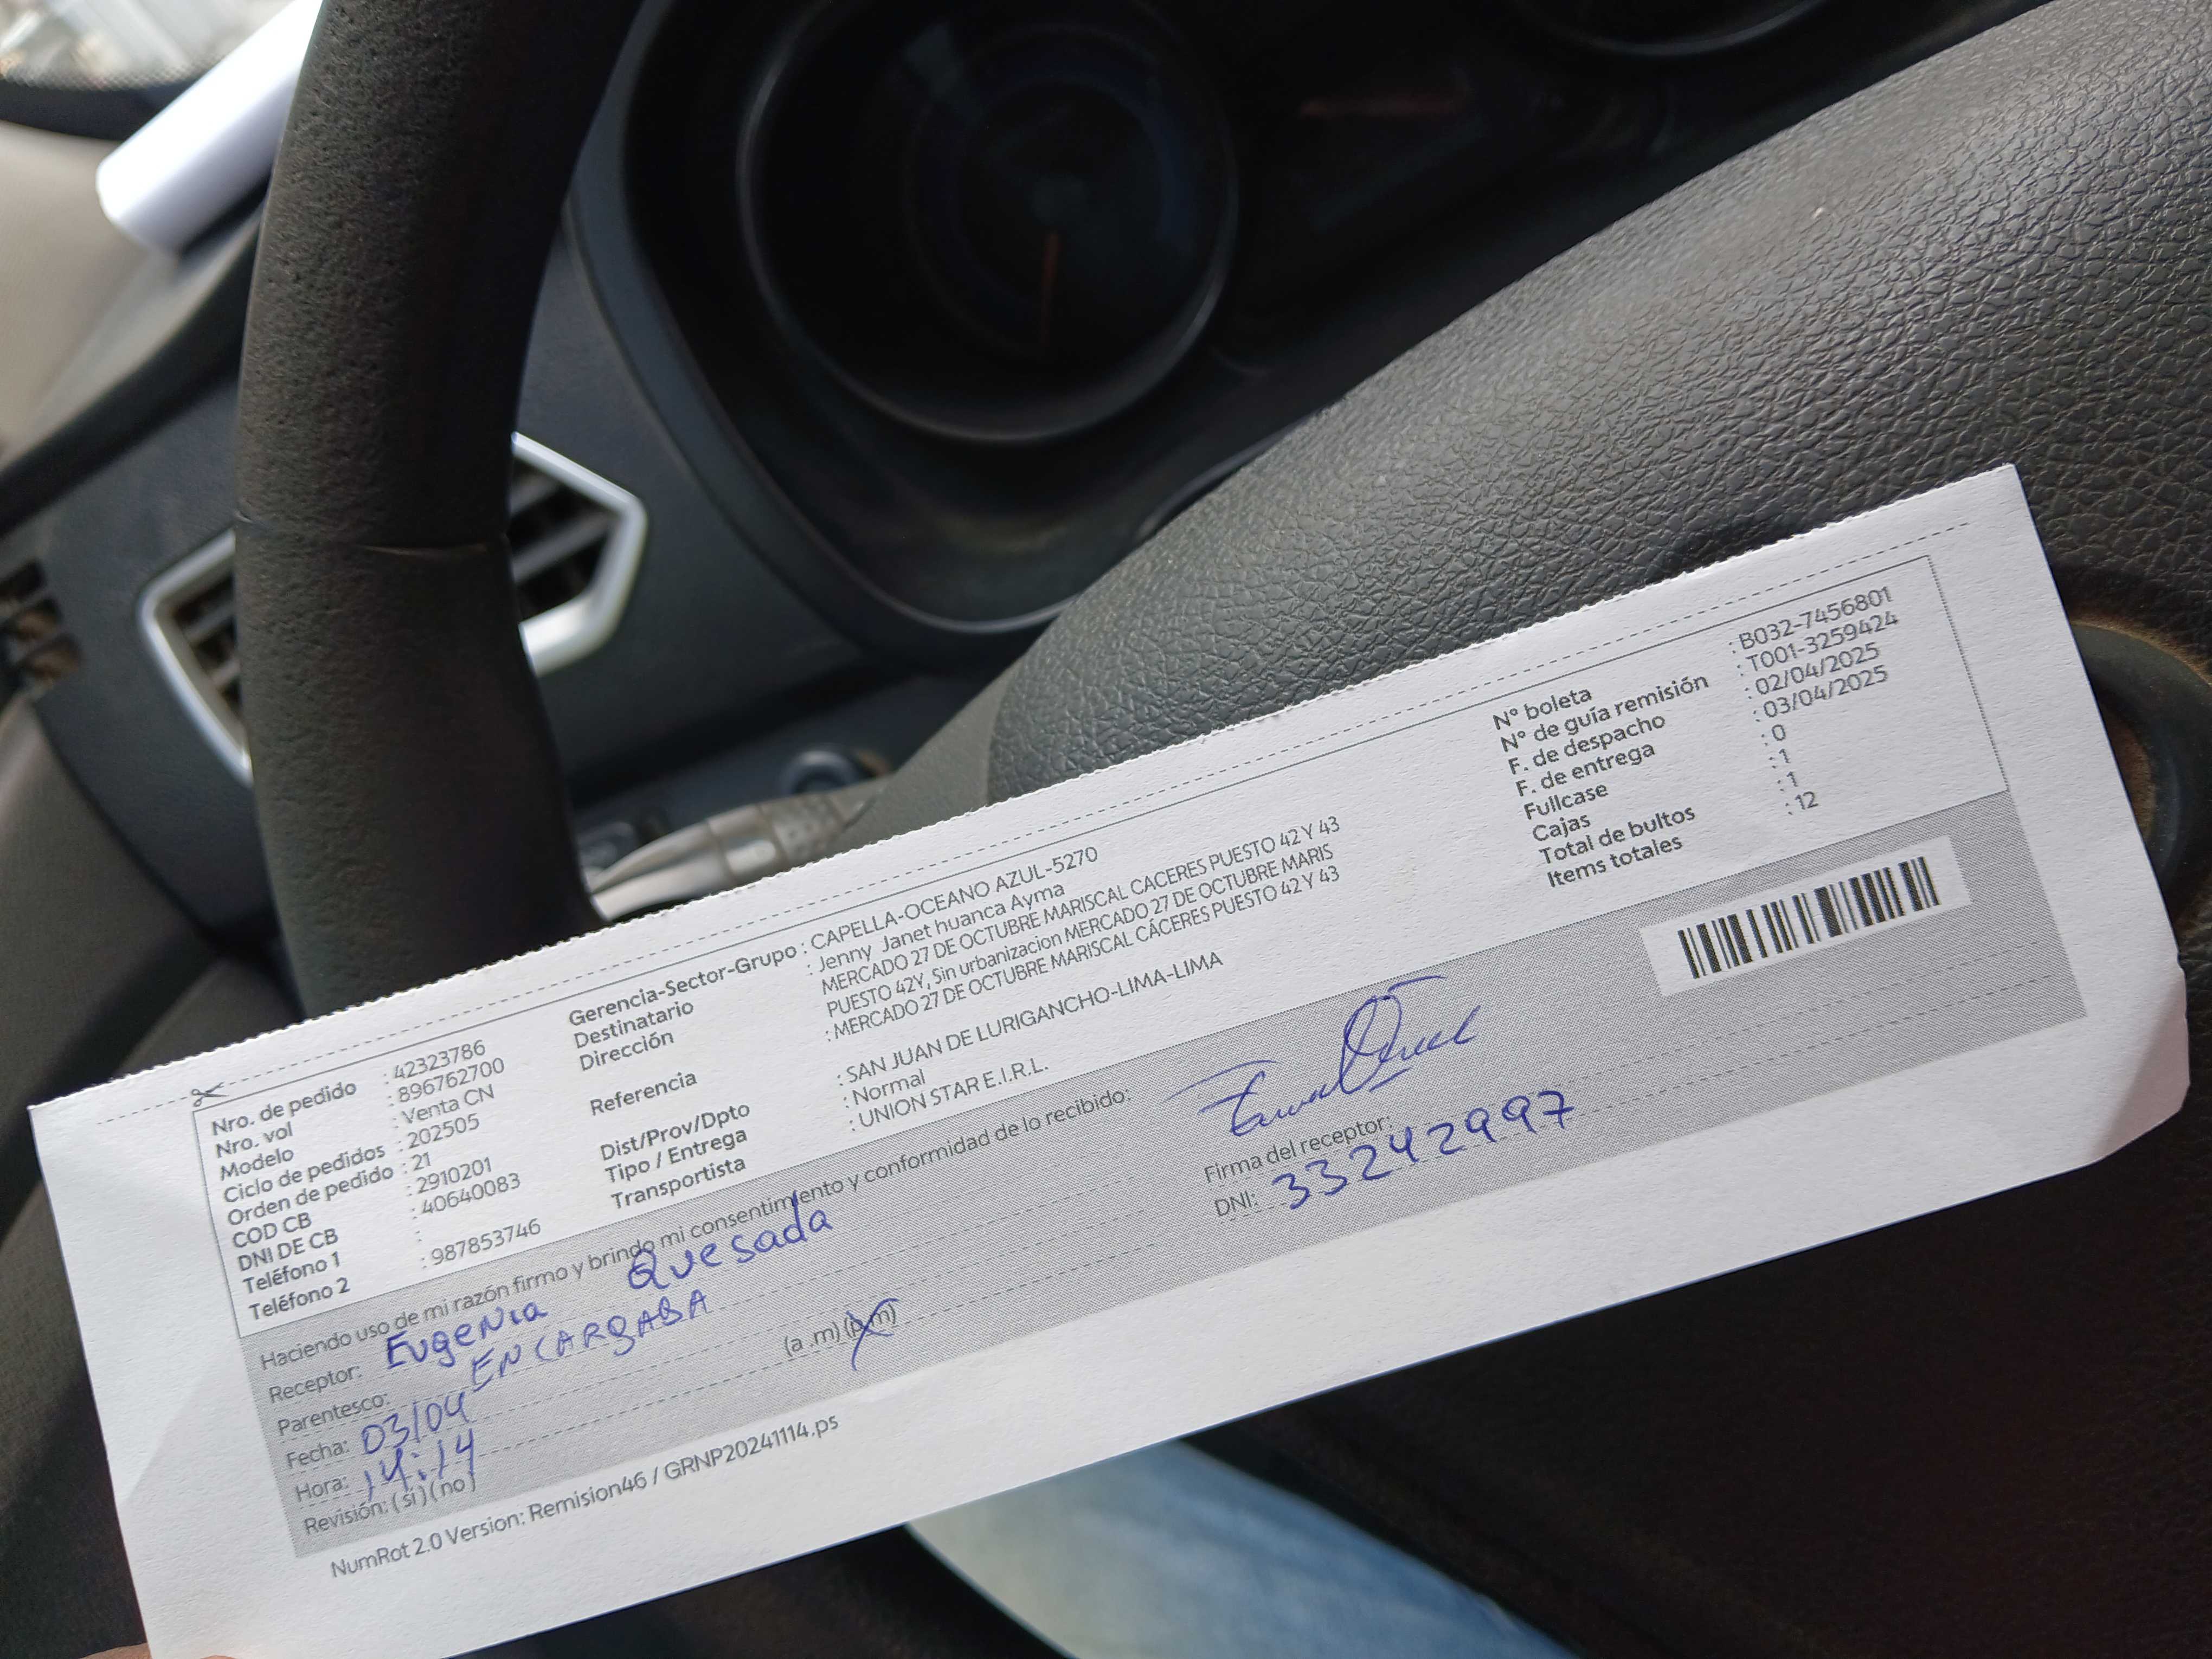 Nro. de pedido : 42323786
Nro. vol : 896762700
Modelo : Venta CN
Ciclo de pedidos : 202505
Orden de pedido : 21
COD CB : 2910201
DNI DE CB : 40640083
Teléfono 1 :
Teléfono 2 : 987853746
Gerencia-Sector-Grupo : CAPELLA-OCEANO AZUL-5270
Destinatario : Jenny Janet huanca Ayma
Dirección MERCADO 27 DE OCTUBRE MARISCAL CACERES PUESTO 42 Y 43
PUESTO 42Y, Sin urbanizacion MERCADO 27 DE OCTUBRE MARIS
Referencia : MERCADO 27 DE OCTUBRE MARISCAL CÁCERES PUESTO 42 Y 43
Dist/Prov/Dpto : SAN JUAN DE LURIGANCHO-LIMA-LIMA
Tipo / Entrega : Normal
Transportista : UNION STAR E.I.R.L.
N° boleta : B032-7456801
N° de guía remisión : T001-3259424
F. de despacho : 02/04/2025
F. de entrega : 03/04/2025
Fullcase : 0
Cajas : 1
Total de bultos : 1
Items totales : 12
Haciendo uso de mi razón firmo y brindo mi consentimiento y conformidad de lo recibido:
Receptor: Eugenia Quesada
Parentesco: ENCARGADA
Fecha: 03/04
Hora: 14:14 (a .m) (p.m)
Revisión: (si) (no)
Firma del receptor:
DNI: 33242997
NumRot 2.0 Version: Remision46 / GRNP20241114.ps